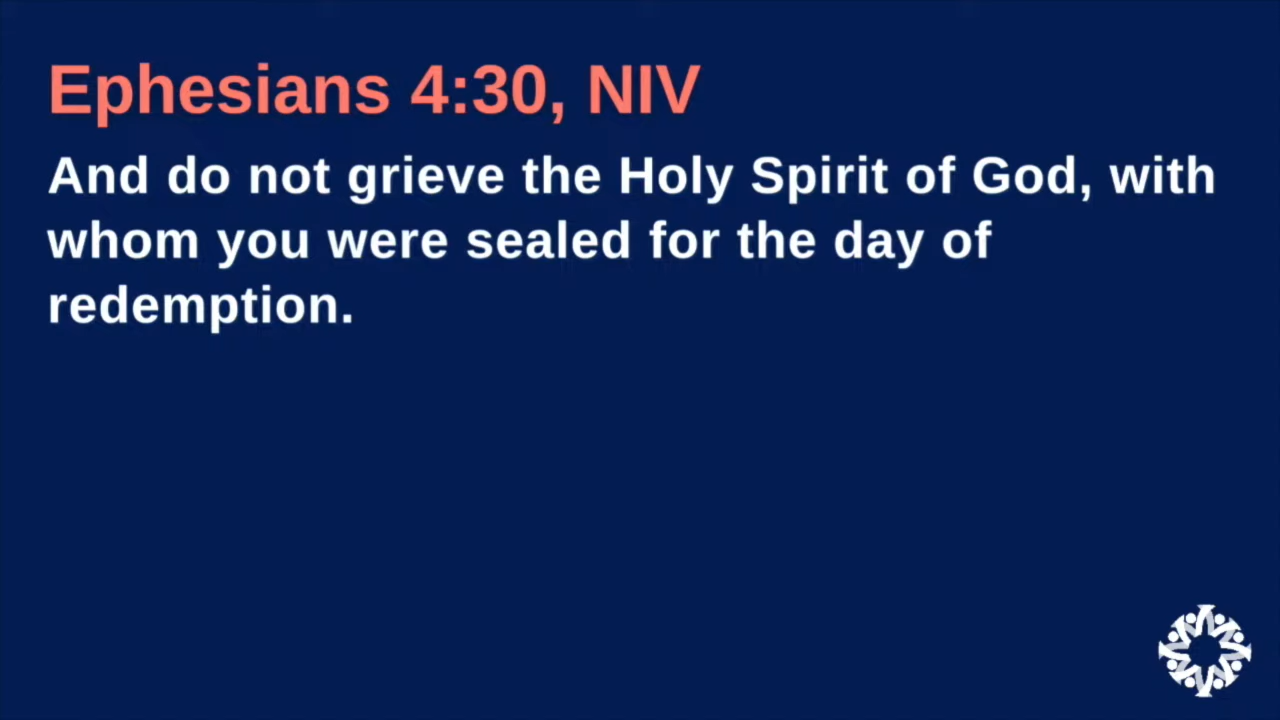 Ephesians 4:30, NIV
And do not grieve the Holy Spirit of God, with
whom you were sealed for the day of
redemption.